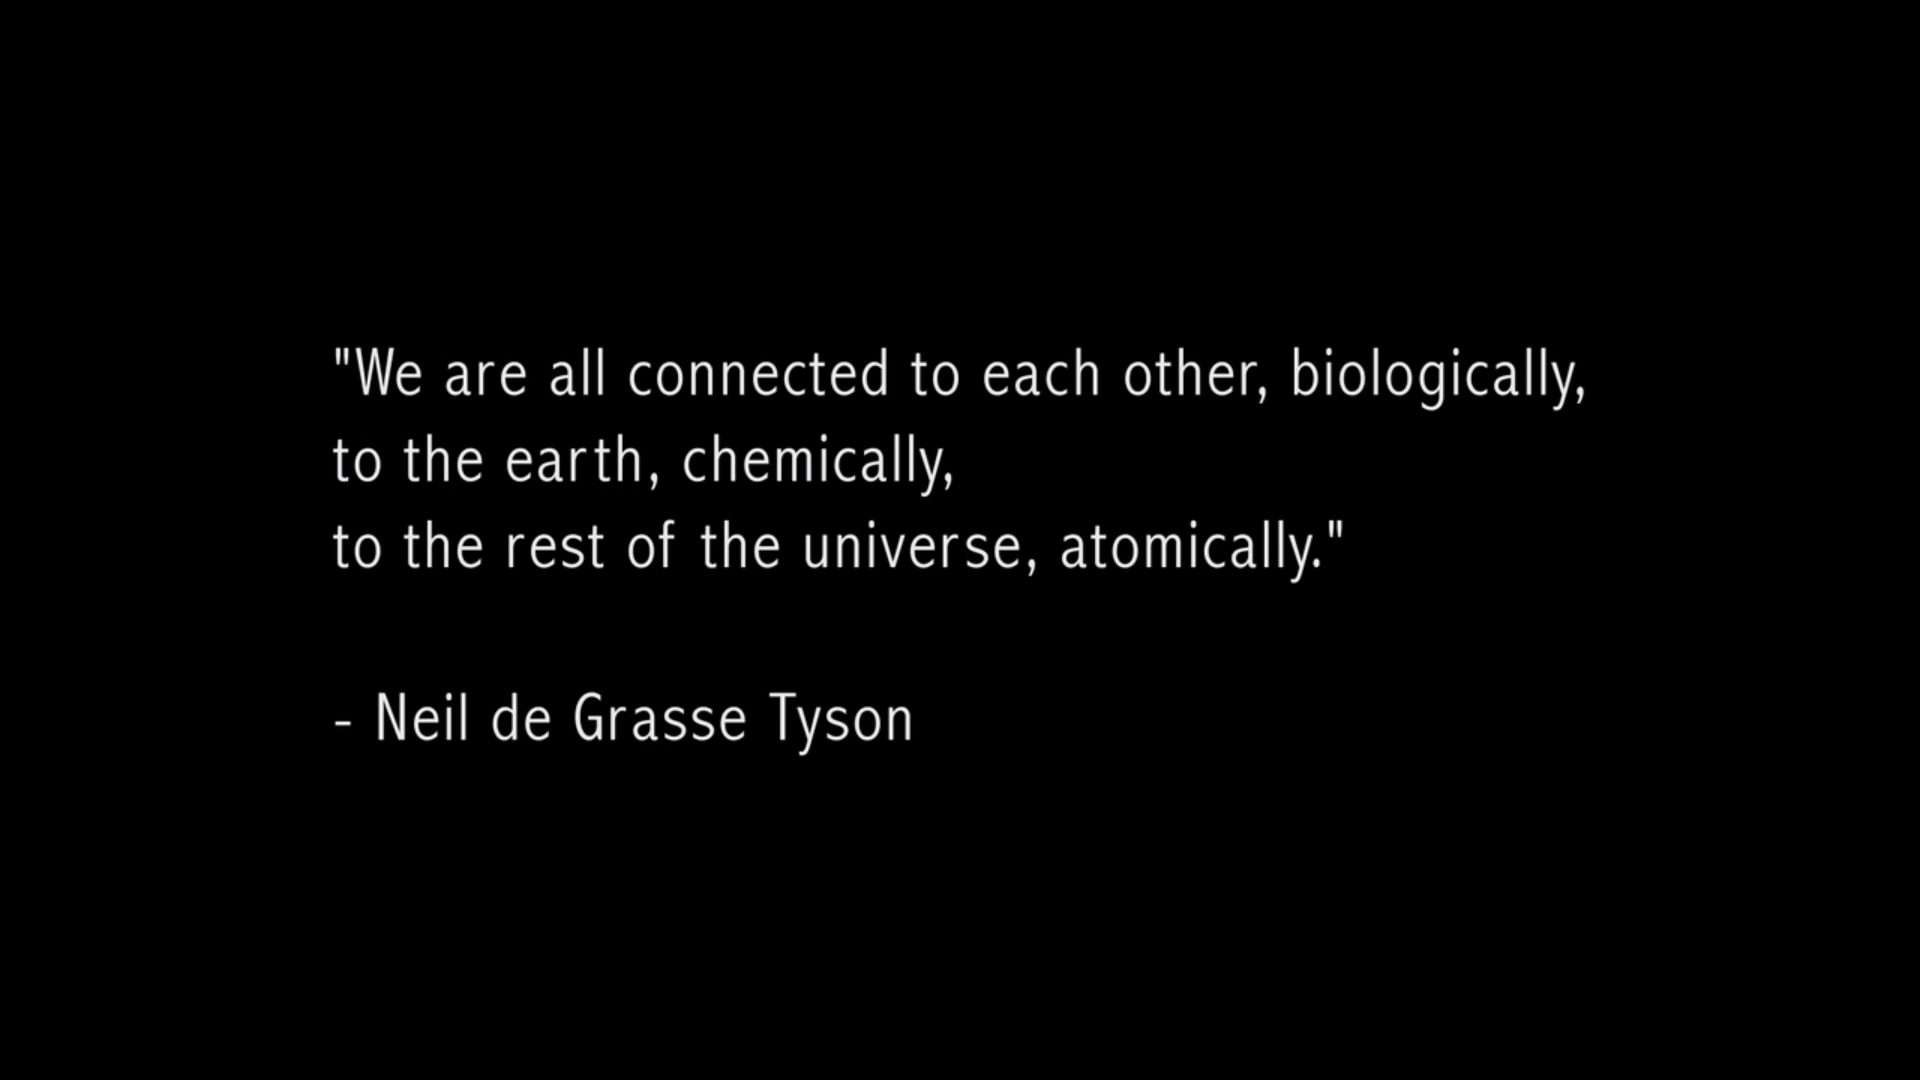 "We are all connected to each other, biologically,
to the earth, chemically,
to the rest of the universe, atomically."
- Neil de Grasse Tyson